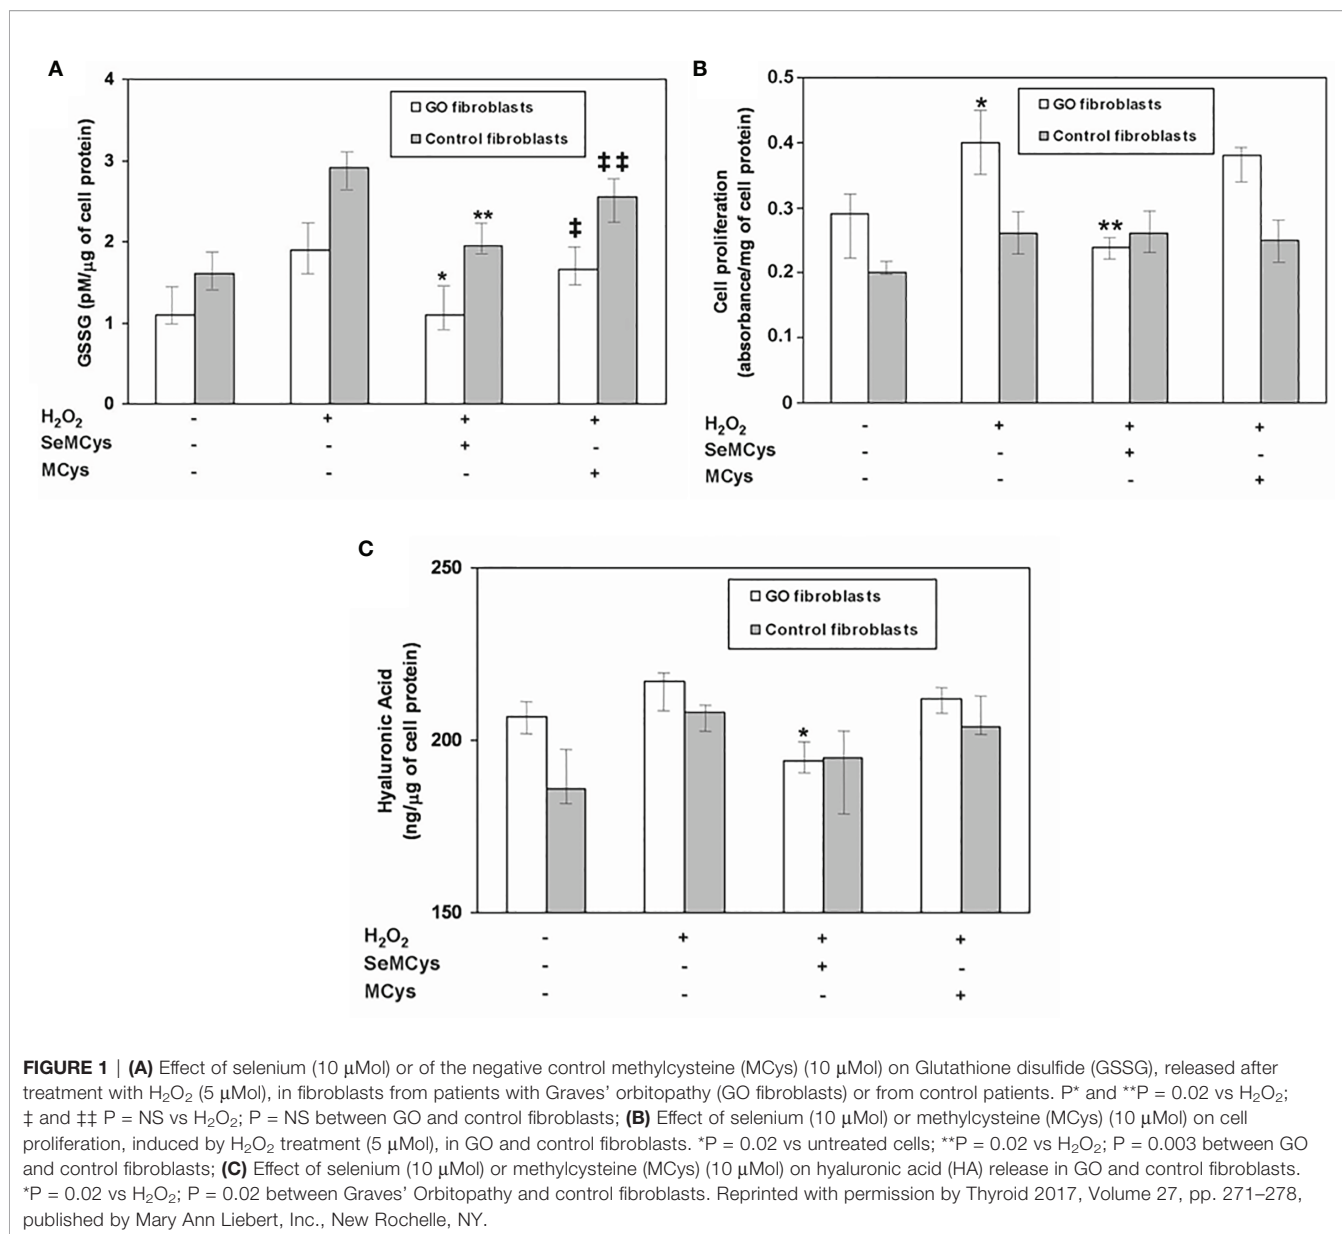 A
GSSG (pM/μg of cell protein)
4
3
2
1
0
GO fibroblasts
Control fibroblasts
*
**
‡
‡‡
H₂O₂ - + + +
SeMCys - - + -
MCys - - - +
B
Cell proliferation
(absorbance/mg of cell protein)
0.5
0.4
0.3
0.2
0.1
0
GO fibroblasts
Control fibroblasts
*
**
H₂O₂ - + + +
SeMCys - - + -
MCys - - - +
C
Hyaluronic Acid
(ng/μg of cell protein)
250
200
150
GO fibroblasts
Control fibroblasts
*
H₂O₂ - + + +
SeMCys - - + -
MCys - - - +
FIGURE 1 | (A) Effect of selenium (10 μMol) or of the negative control methylcysteine (MCys) (10 μMol) on Glutathione disulfide (GSSG), released after
treatment with H₂O₂ (5 μMol), in fibroblasts from patients with Graves’ orbitopathy (GO fibroblasts) or from control patients. P* and **P = 0.02 vs H₂O₂;
‡ and ‡‡ P = NS vs H₂O₂; P = NS between GO and control fibroblasts; (B) Effect of selenium (10 μMol) or methylcysteine (MCys) (10 μMol) on cell
proliferation, induced by H₂O₂ treatment (5 μMol), in GO and control fibroblasts. *P = 0.02 vs untreated cells; **P = 0.02 vs H₂O₂; P = 0.003 between GO
and control fibroblasts; (C) Effect of selenium (10 μMol) or methylcysteine (MCys) (10 μMol) on hyaluronic acid (HA) release in GO and control fibroblasts.
*P = 0.02 vs H₂O₂; P = 0.02 between Graves’ Orbitopathy and control fibroblasts. Reprinted with permission by Thyroid 2017, Volume 27, pp. 271–278,
published by Mary Ann Liebert, Inc., New Rochelle, NY.